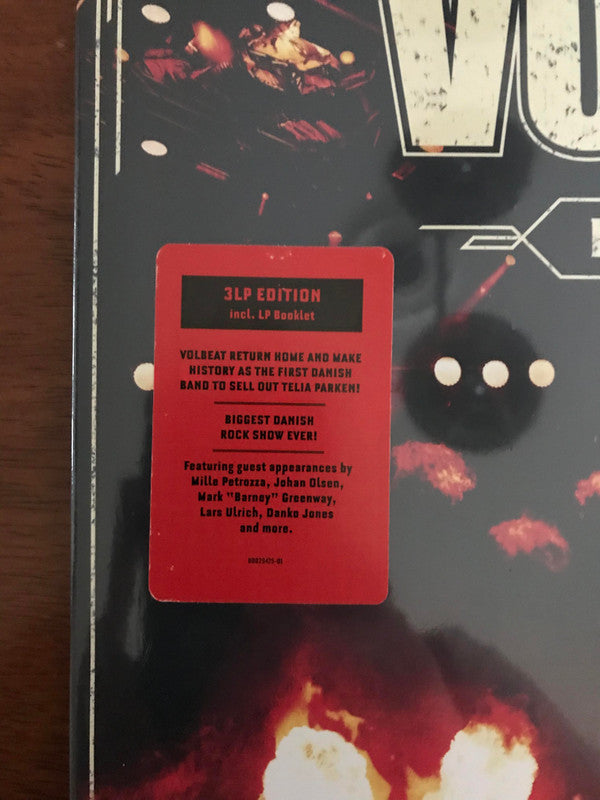 VO
3LP EDITION
incl. LP Booklet
VOLBEAT RETURN HOME AND MAKE
HISTORY AS THE FIRST DANISH
BAND TO SELL OUT TELIA PARKEN!
BIGGEST DANISH
ROCK SHOW EVER!
Featuring guest appearances by
Mille Petrozza, Johan Olsen,
Mark "Barney" Greenway,
Lars Ulrich, Danko Jones
and more.